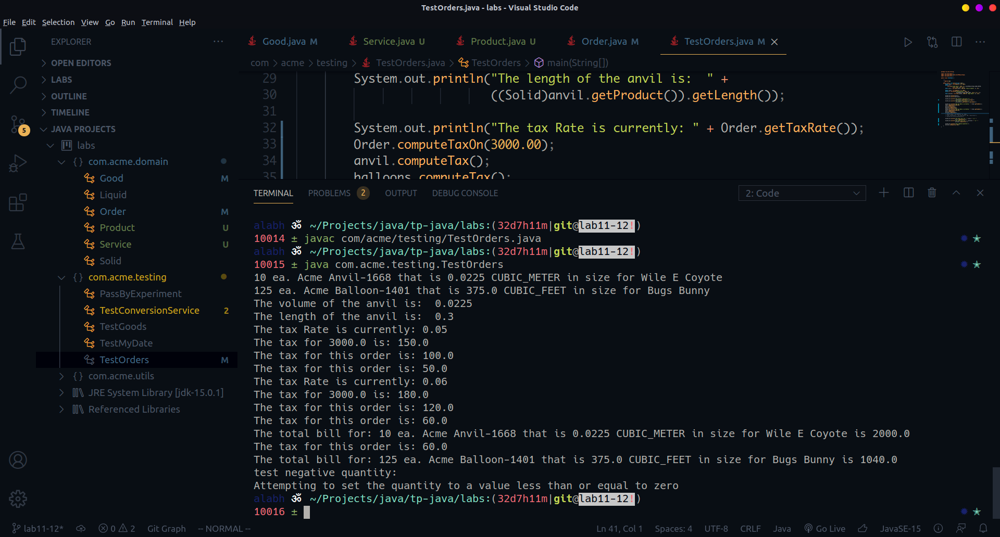 TestOrders.java - labs - Visual Studio Code
File Edit Selection View Go Run Terminal Help
EXPLORER
OPEN EDITORS
LABS
OUTLINE
TIMELINE
JAVA PROJECTS
labs
{} com.acme.domain
Good M
Liquid
Order M
Product U
Service U
Solid
{} com.acme.testing
PassByExperiment
TestConversionService 2
TestGoods
TestMyDate
TestOrders M
{} com.acme.utils
JRE System Library [jdk-15.0.1]
Referenced Libraries
5
Good.java M Service.java U Product.java U Order.java M TestOrders.java M
com > acme > testing > TestOrders.java > TestOrders > main(String[])
29 System.out.println("The length of the anvil is:  " +
30 ((Solid)anvil.getProduct()).getLength());
31
32 System.out.println("The tax Rate is currently: " + Order.getTaxRate());
33 Order.computeTaxOn(3000.00);
34 anvil.computeTax();
35 balloons.computeTax();
TERMINAL PROBLEMS 2 OUTPUT DEBUG CONSOLE 2: Code
alabh ॐ ~/Projects/java/tp-java/labs:(32d7h11m|git@lab11-12!)
10014 ± javac com/acme/testing/TestOrders.java
alabh ॐ ~/Projects/java/tp-java/labs:(32d7h11m|git@lab11-12!)
10015 ± java com.acme.testing.TestOrders
10 ea. Acme Anvil-1668 that is 0.0225 CUBIC_METER in size for Wile E Coyote
125 ea. Acme Balloon-1401 that is 375.0 CUBIC_FEET in size for Bugs Bunny
The volume of the anvil is:  0.0225
The length of the anvil is:  0.3
The tax Rate is currently: 0.05
The tax for 3000.0 is: 150.0
The tax for this order is: 100.0
The tax for this order is: 50.0
The tax Rate is currently: 0.06
The tax for 3000.0 is: 180.0
The tax for this order is: 120.0
The tax for this order is: 60.0
The total bill for: 10 ea. Acme Anvil-1668 that is 0.0225 CUBIC_METER in size for Wile E Coyote is 2000.0
The tax for this order is: 60.0
The total bill for: 125 ea. Acme Balloon-1401 that is 375.0 CUBIC_FEET in size for Bugs Bunny is 1040.0
test negative quantity:
Attempting to set the quantity to a value less than or equal to zero
alabh ॐ ~/Projects/java/tp-java/labs:(32d7h11m|git@lab11-12!)
10016 ±
lab11-12* 0 2 Git Graph -- NORMAL -- Ln 41, Col 1 Spaces: 4 UTF-8 CRLF Java Go Live JavaSE-15